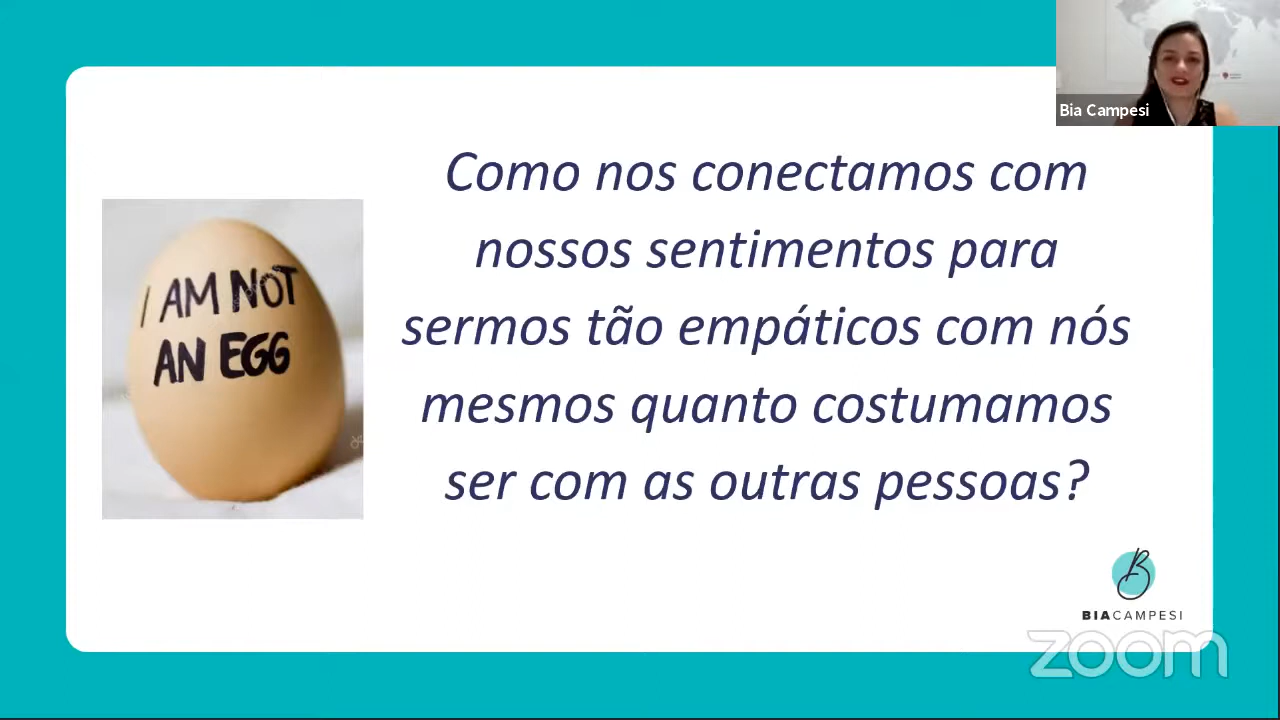 Bia Campesi
Como nos conectamos com
nossos sentimentos para
sermos tão empáticos com nós
mesmos quanto costumamos
ser com as outras pessoas?
I AM NOT
AN EGG
B
BIACAMPESI
zoom